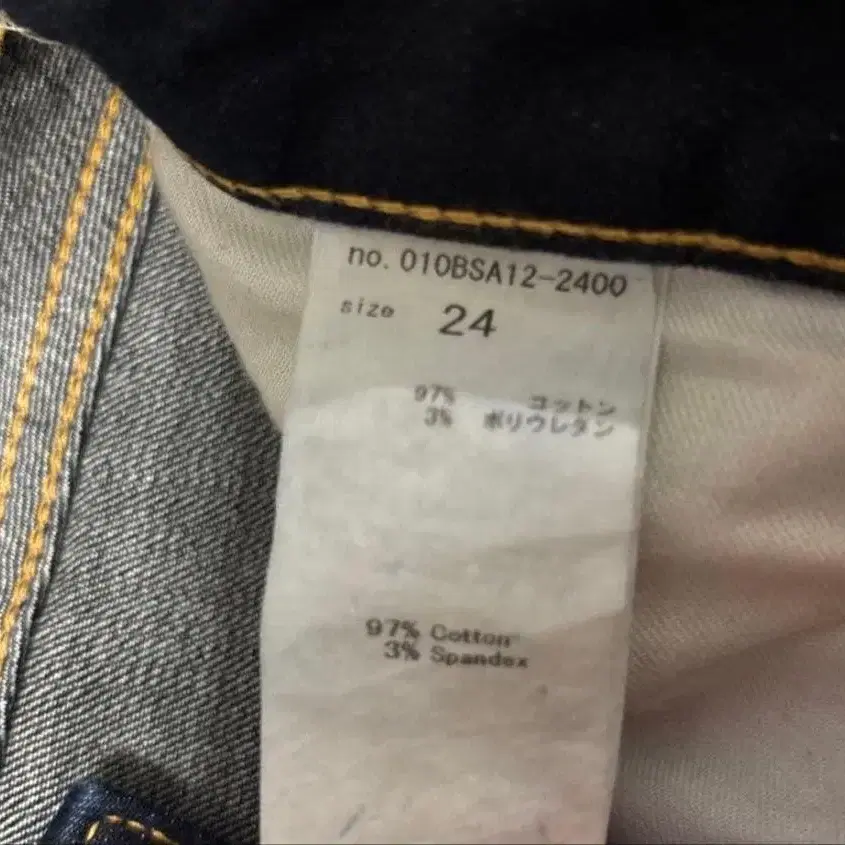 no. 010BSA12-2400
size 24
97% コットン
3% ポリウレタン
97% Cotton
3% Spandex